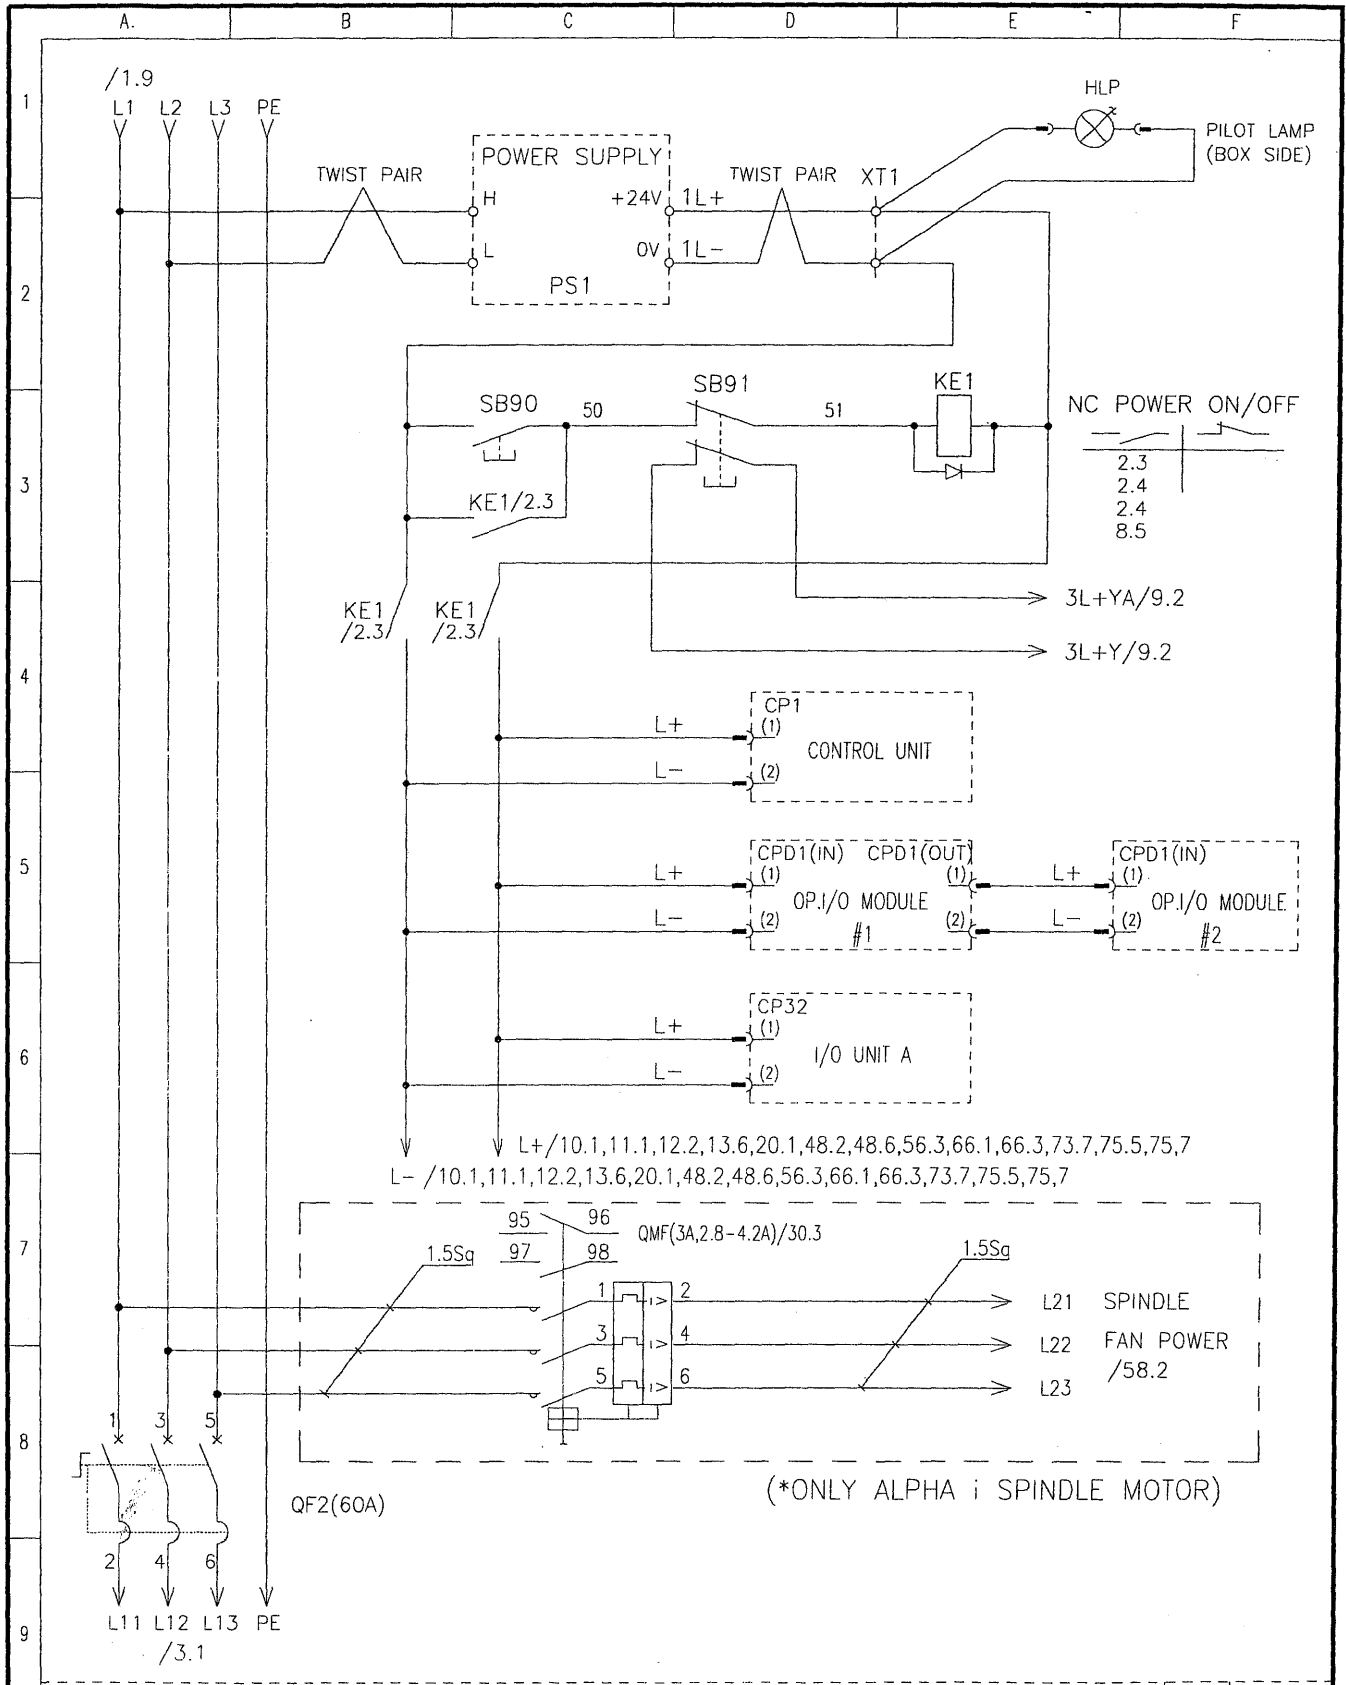 A. B C D E F
1
/1.9
L1 L2 L3 PE
HLP
PILOT LAMP
(BOX SIDE)
TWIST PAIR
POWER SUPPLY
TWIST PAIR
XT1
H +24V 1L+
L 0V 1L-
PS1
2
SB90
50
SB91
51
KE1
NC POWER ON/OFF
2.3
2.4
2.4
8.5
3
KE1/2.3
KE1
/2.3
KE1
/2.3
3L+YA/9.2
3L+Y/9.2
4
CP1
L+ (1)
CONTROL UNIT
L- (2)
5
CPD1(IN) CPD1(OUT)
CPD1(IN)
L+ (1) (1) L+ (1)
OP.I/O MODULE
#1
OP.I/O MODULE
#2
L- (2) (2) L- (2)
6
CP32
L+ (1)
I/O UNIT A
L- (2)
L+/10.1,11.1,12.2,13.6,20.1,48.2,48.6,56.3,66.1,66.3,73.7,75.5,75,7
L- /10.1,11.1,12.2,13.6,20.1,48.2,48.6,56.3,66.1,66.3,73.7,75.5,75,7
7
95 96
97 98
QMF(3A,2.8-4.2A)/30.3
1.5Sq
1.5Sq
1 2 L21 SPINDLE
3 4 L22 FAN POWER
/58.2
5 6 L23
8
1 3 5
(*ONLY ALPHA i SPINDLE MOTOR)
QF2(60A)
2 4 6
9
L11 L12 L13 PE
/3.1